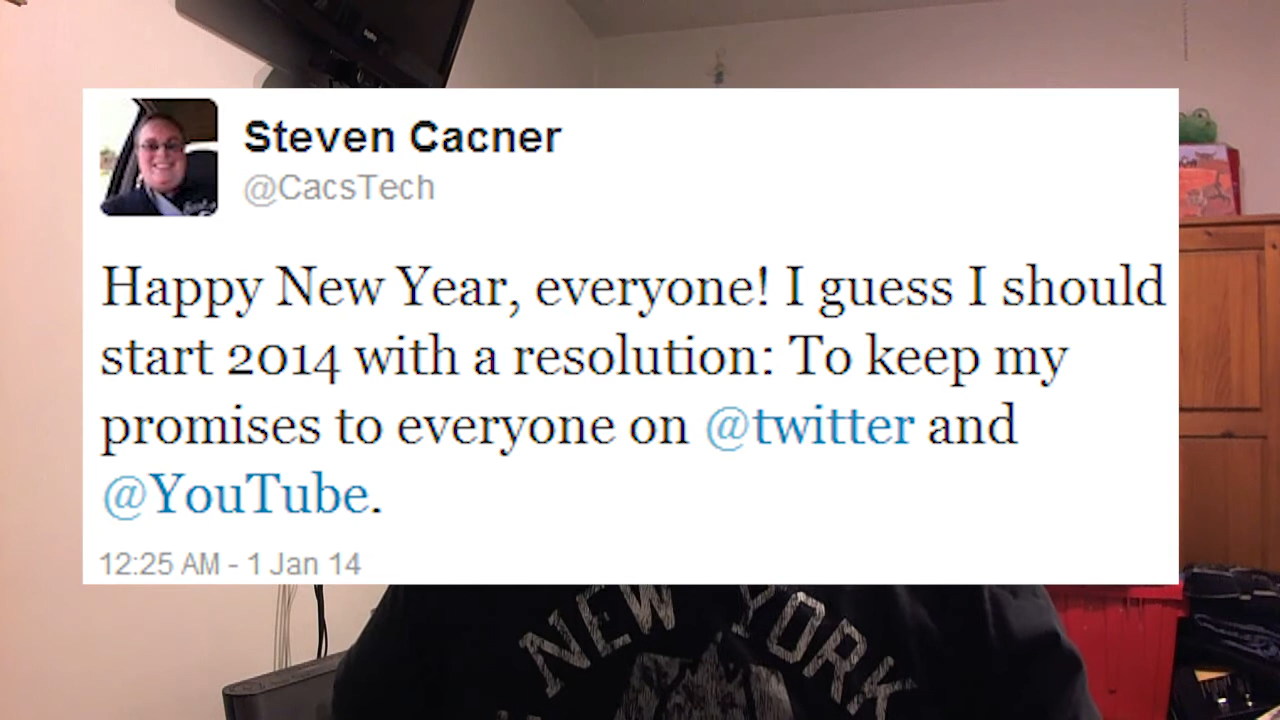 Steven Cacner
@CacsTech
Happy New Year, everyone! I guess I should
start 2014 with a resolution: To keep my
promises to everyone on @twitter and
@YouTube.
12:25 AM - 1 Jan 14
NEW YORK